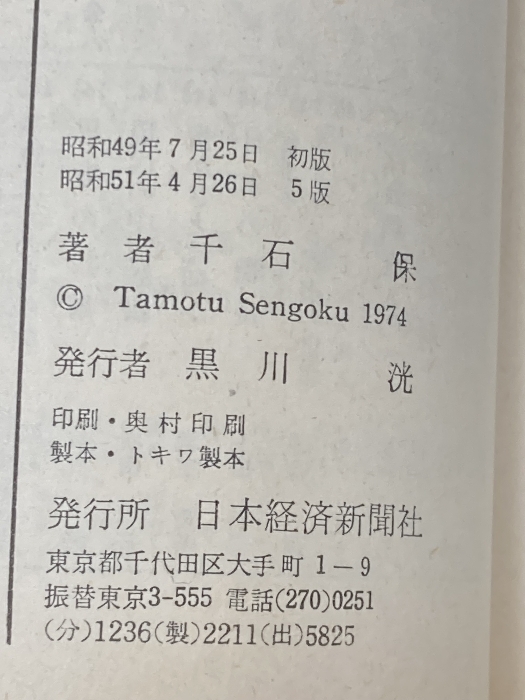 昭和49年7月25日 初版
昭和51年4月26日 5版
著者 千石 保
© Tamotu Sengoku 1974
発行者 黒川 洸
印刷・奥村印刷
製本・トキワ製本
発行所 日本経済新聞社
東京都千代田区大手町1−9
振替東京3−555 電話(270)0251
(分)1236(製)2211(出)5825